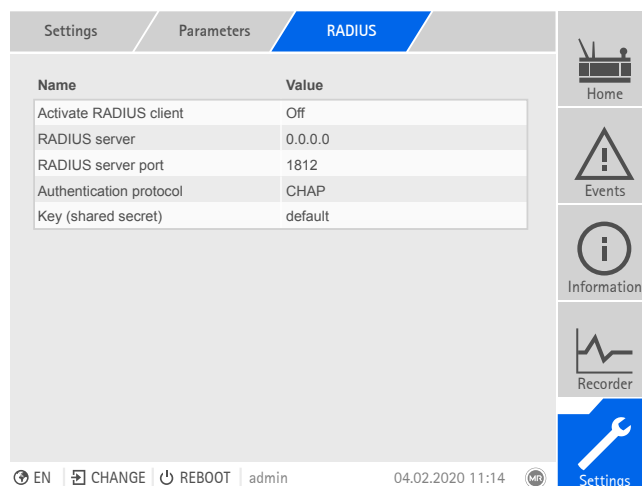 Settings Parameters RADIUS
Name Value
Activate RADIUS client Off
RADIUS server 0.0.0.0
RADIUS server port 1812
Authentication protocol CHAP
Key (shared secret) default
Home
Events
Information
Recorder
Settings
EN CHANGE REBOOT admin 04.02.2020 11:14 MR